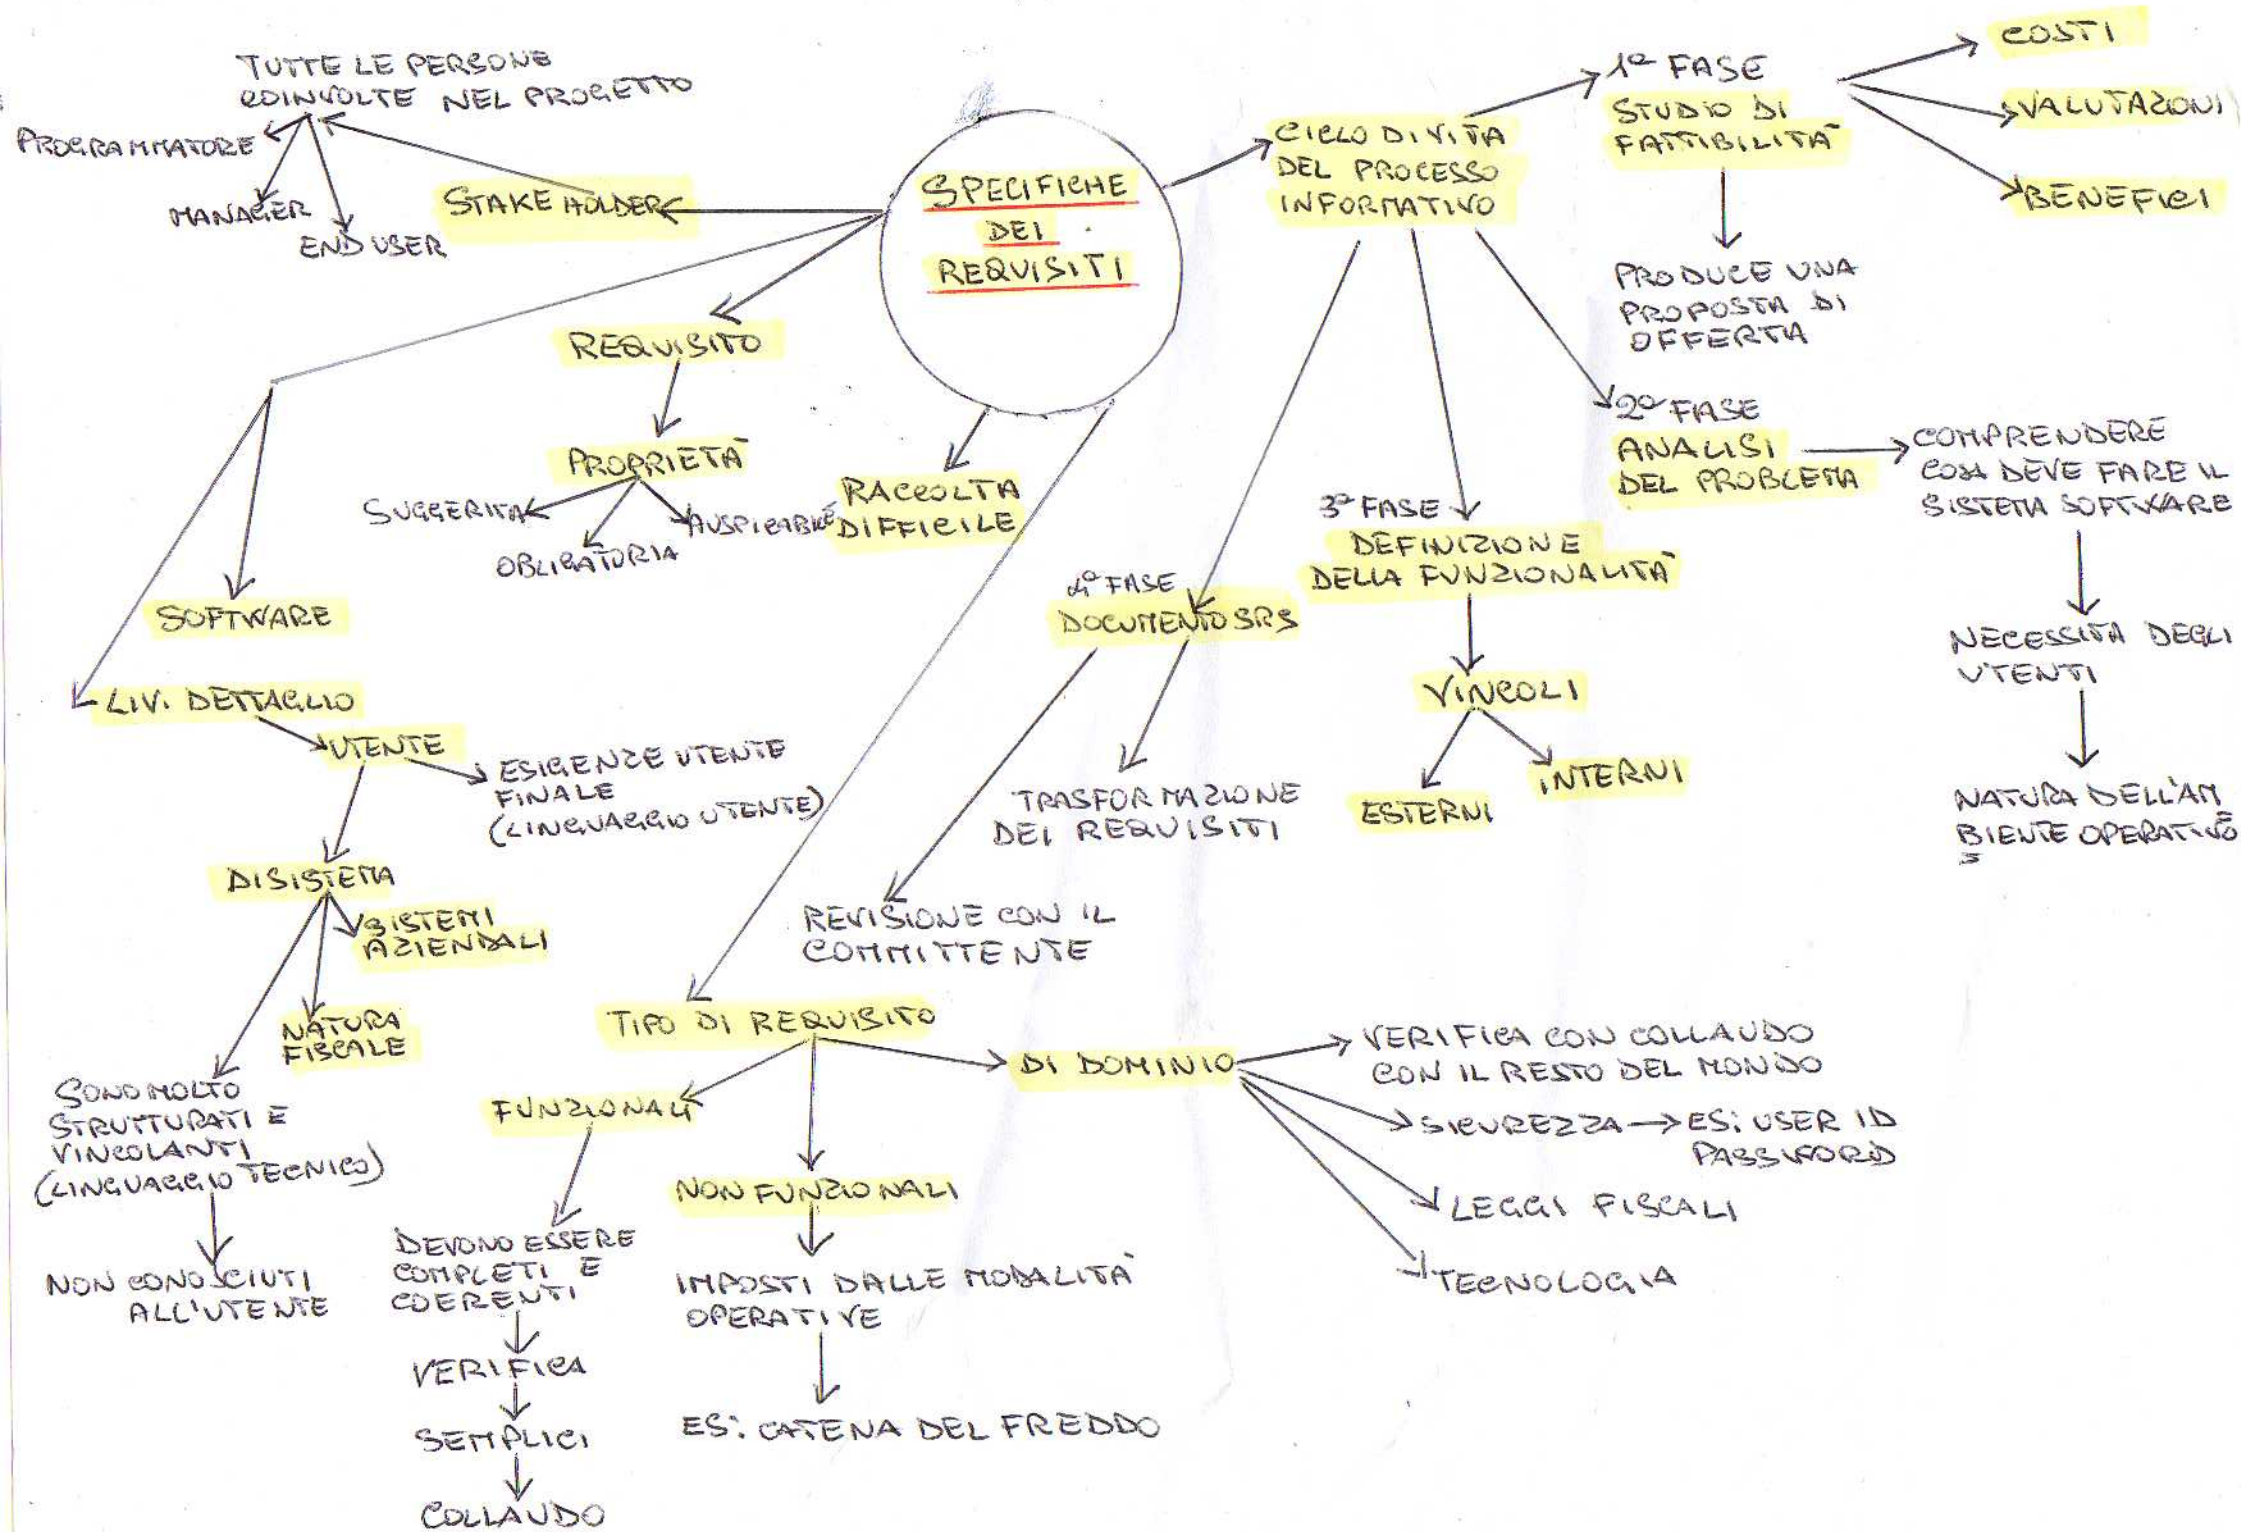 TUTTE LE PERSONE
COINVOLTE NEL PROGETTO
PROGRAMMATORE
MANAGER
END USER
STAKE HOLDER
SPECIFICHE
DEI
REQUISITI
CICLO DI VITA
DEL PROCESSO
INFORMATIVO
1ª FASE
STUDIO DI
FATTIBILITÀ
COSTI
VALUTAZIONI
BENEFICI
PRODUCE UNA
PROPOSTA DI
OFFERTA
REQUISITO
PROPRIETÀ
SUGGERITA
OBLIGATORIA
AUSPICABILE
RACCOLTA
DIFFICILE
2ª FASE
ANALISI
DEL PROBLEMA
COMPRENDERE
COSA DEVE FARE IL
SISTEMA SOFTWARE
NECESSITÀ DEGLI
UTENTI
NATURA DELL'AM
BIENTE OPERATIVO
3ª FASE
DEFINIZIONE
DELLA FUNZIONALITÀ
VINCOLI
ESTERNI
INTERNI
4ª FASE
DOCUMENTO SRS
TRASFORMAZIONE
DEI REQUISITI
REVISIONE CON IL
COMMITTENTE
SOFTWARE
LIV. DETTAGLIO
UTENTE
ESIGENZE UTENTE
FINALE
(LINGUAGGIO UTENTE)
DI SISTEMA
SISTEMI
AZIENDALI
NATURA
FISCALE
SONO MOLTO
STRUTTURATI E
VINCOLANTI
(LINGUAGGIO TECNICO)
NON CONOSCIUTI
ALL'UTENTE
TIPO DI REQUISITO
FUNZIONALI
DEVONO ESSERE
COMPLETI E
COERENTI
VERIFICA
SEMPLICI
COLLAUDO
NON FUNZIONALI
IMPOSTI DALLE MODALITÀ
OPERATIVE
ES: CATENA DEL FREDDO
DI DOMINIO
VERIFICA CON COLLAUDO
CON IL RESTO DEL MONDO
SICUREZZA → ES: USER ID
PASSWORD
LEGGI FISCALI
TECNOLOGIA